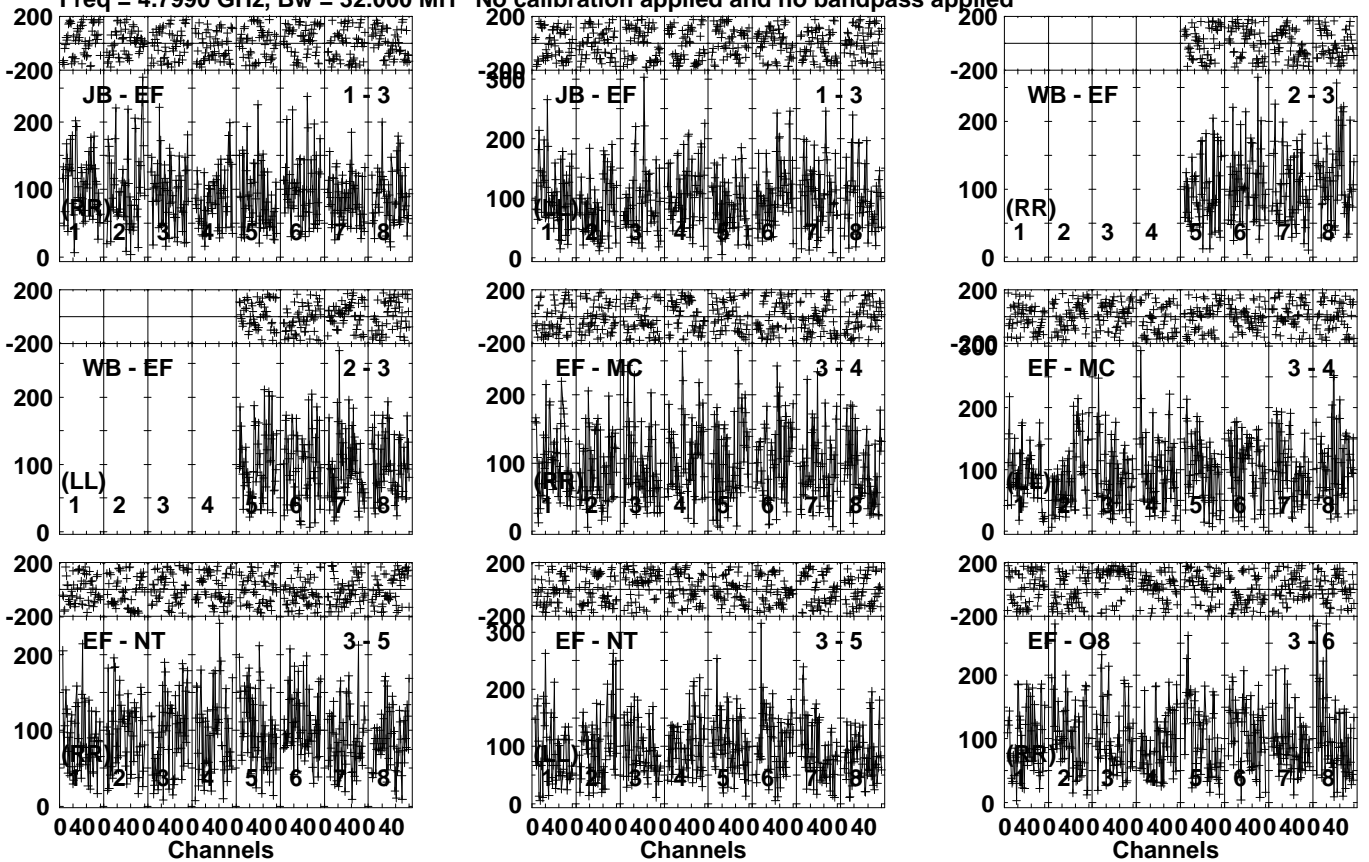 Freq = 4.7990 GHz, Bw = 32.000 MH No calibration applied and no bandpass applied
200 200 200
-200 -200 -200
300
JB - EF 1 - 3 JB - EF 1 - 3 WB - EF 2 - 3
200 200 200
100 100 100
(RR) (LL) (RR)
1 2 3 4 5 6 7 8 1 2 3 4 5 6 7 8 1 2 3 4 5 6 7 8
0 0 0
200 200 200
-200 -200 -200
300
WB - EF 2 - 3 EF - MC 3 - 4 EF - MC 3 - 4
200 200 200
100 100 100
(LL) (RR) (LL)
1 2 3 4 5 6 7 8 1 2 3 4 5 6 7 8 1 2 3 4 5 6 7 8
0 0 0
200 200 200
-200 -200 -200
300
EF - NT 3 - 5 EF - NT 3 - 5 EF - O8 3 - 6
200 200 200
100 100 100
(RR) (LL) (RR)
1 2 3 4 5 6 7 8 1 2 3 4 5 6 7 8 1 2 3 4 5 6 7 8
0 0 0
0 40 0 40 0 40 0 40 0 40 0 40 0 40 0 40 0 40 0 40 0 40 0 40 0 40 0 40 0 40 0 40 0 40 0 40 0 40 0 40 0 40 0 40 0 40 0 40
Channels Channels Channels